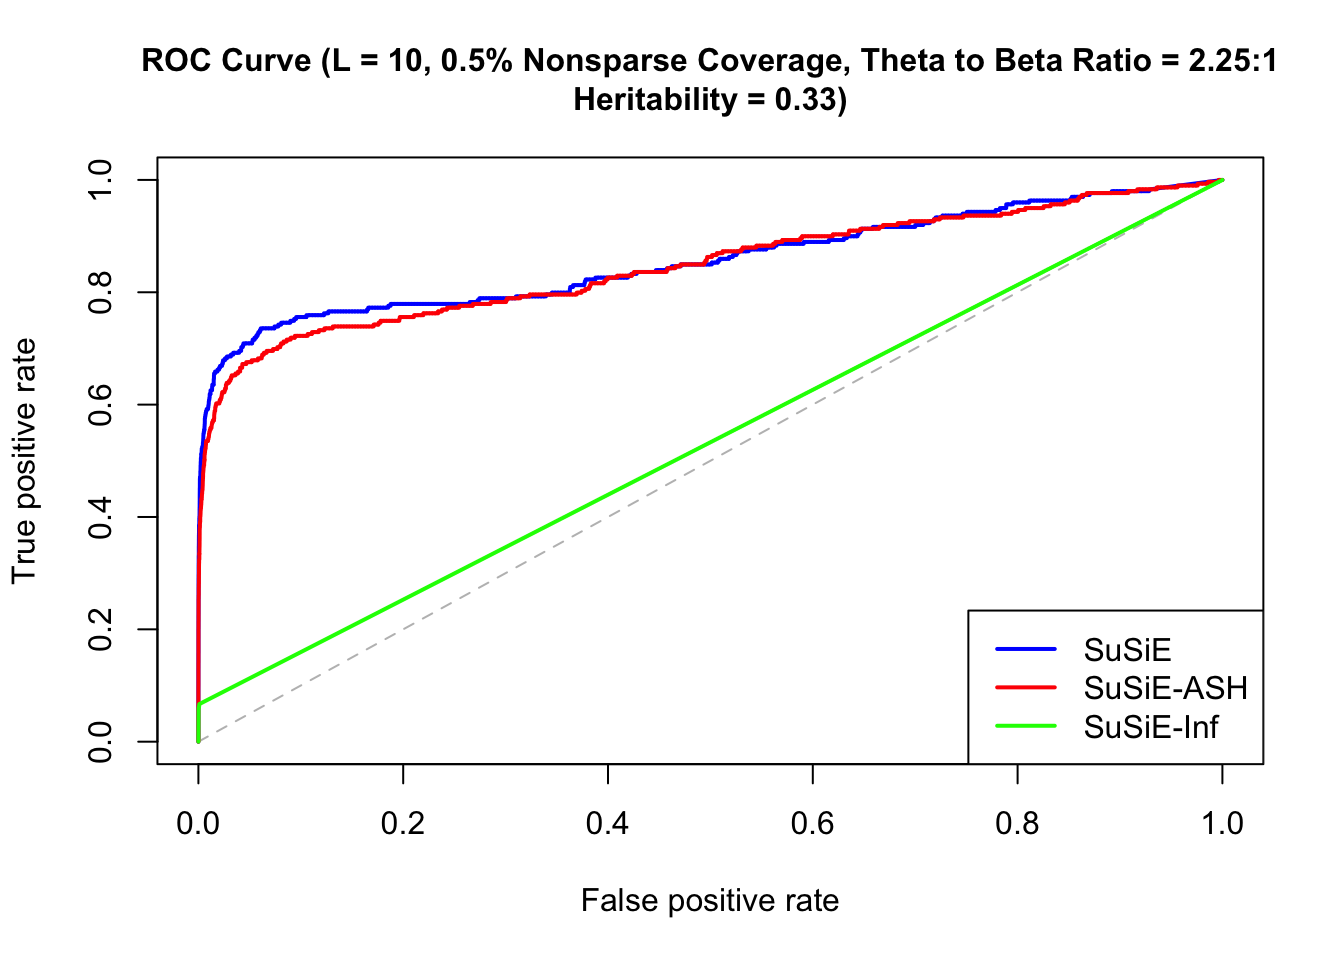 ROC Curve (L = 10, 0.5% Nonsparse Coverage, Theta to Beta Ratio = 2.25:1
Heritability = 0.33)
True positive rate
1.0
0.8
0.6
0.4
0.2
0.0
SuSiE
SuSiE-ASH
SuSiE-Inf
0.0 0.2 0.4 0.6 0.8 1.0
False positive rate